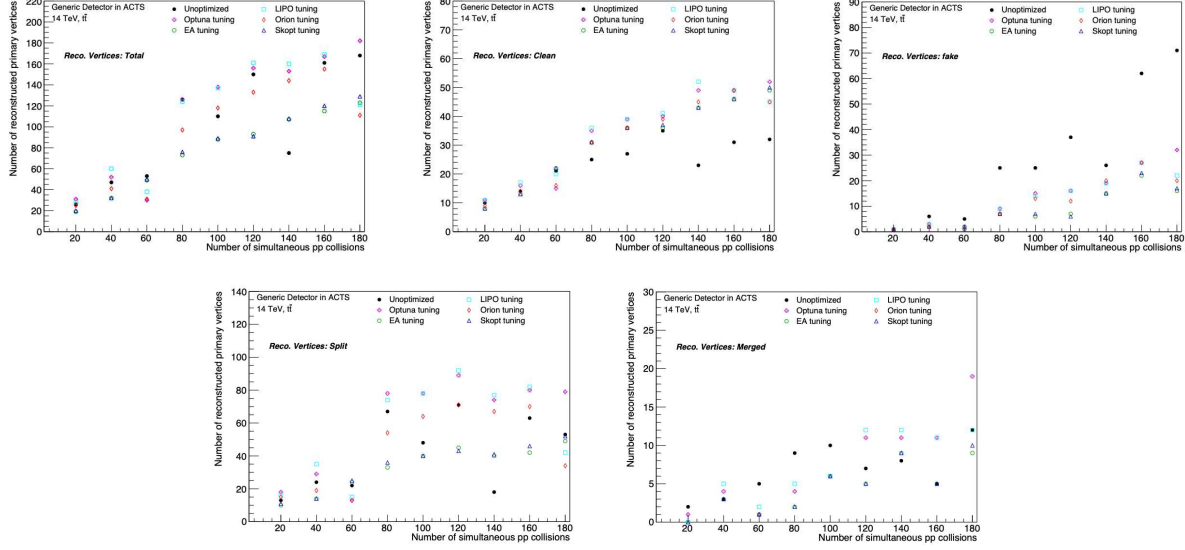 Number of reconstructed primary vertices
220
200
180
160
140
120
100
80
60
40
20
0
Generic Detector in ACTS
14 TeV, tt̄
Unoptimized
Optuna tuning
EA tuning
LIPO tuning
Orion tuning
Skopt tuning
Reco. Vertices: Total
20 40 60 80 100 120 140 160 180
Number of simultaneous pp collisions
Number of reconstructed primary vertices
80
70
60
50
40
30
20
10
0
Generic Detector in ACTS
14 TeV, tt̄
Unoptimized
Optuna tuning
EA tuning
LIPO tuning
Orion tuning
Skopt tuning
Reco. Vertices: Clean
20 40 60 80 100 120 140 160 180
Number of simultaneous pp collisions
Number of reconstructed primary vertices
90
80
70
60
50
40
30
20
10
0
Generic Detector in ACTS
14 TeV, tt̄
Unoptimized
Optuna tuning
EA tuning
LIPO tuning
Orion tuning
Skopt tuning
Reco. Vertices: fake
20 40 60 80 100 120 140 160 180
Number of simultaneous pp collisions
Number of reconstructed primary vertices
140
120
100
80
60
40
20
0
Generic Detector in ACTS
14 TeV, tt̄
Unoptimized
Optuna tuning
EA tuning
LIPO tuning
Orion tuning
Skopt tuning
Reco. Vertices: Split
20 40 60 80 100 120 140 160 180
Number of simultaneous pp collisions
Number of reconstructed primary vertices
30
25
20
15
10
5
0
Generic Detector in ACTS
14 TeV, tt̄
Unoptimized
Optuna tuning
EA tuning
LIPO tuning
Orion tuning
Skopt tuning
Reco. Vertices: Merged
20 40 60 80 100 120 140 160 180
Number of simultaneous pp collisions